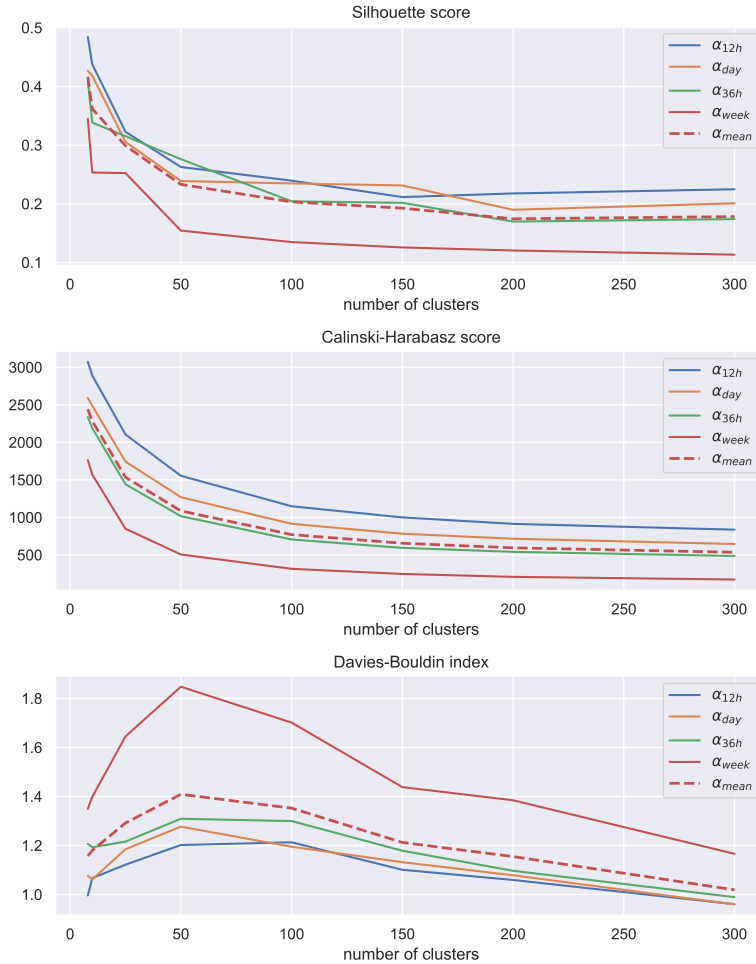 Silhouette score
0.5
0.4
0.3
0.2
0.1
α12h
αday
α36h
αweek
αmean
0 50 100 150 200 250 300
number of clusters
Calinski-Harabasz score
3000
2500
2000
1500
1000
500
α12h
αday
α36h
αweek
αmean
0 50 100 150 200 250 300
number of clusters
Davies-Bouldin index
1.8
1.6
1.4
1.2
1.0
α12h
αday
α36h
αweek
αmean
0 50 100 150 200 250 300
number of clusters